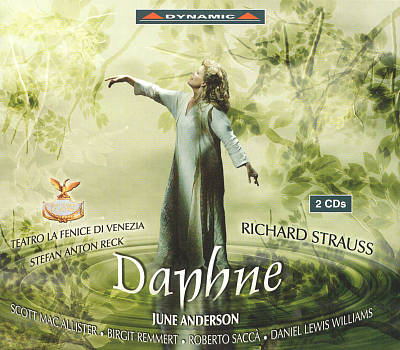 DYNAMIC
2 CDs
TEATRO LA FENICE DI VENEZIA
STEFAN ANTON RECK
RICHARD STRAUSS
Daphne
JUNE ANDERSON
SCOTT MAC ALLISTER • BIRGIT REMMERT • ROBERTO SACCÀ • DANIEL LEWIS WILLIAMS